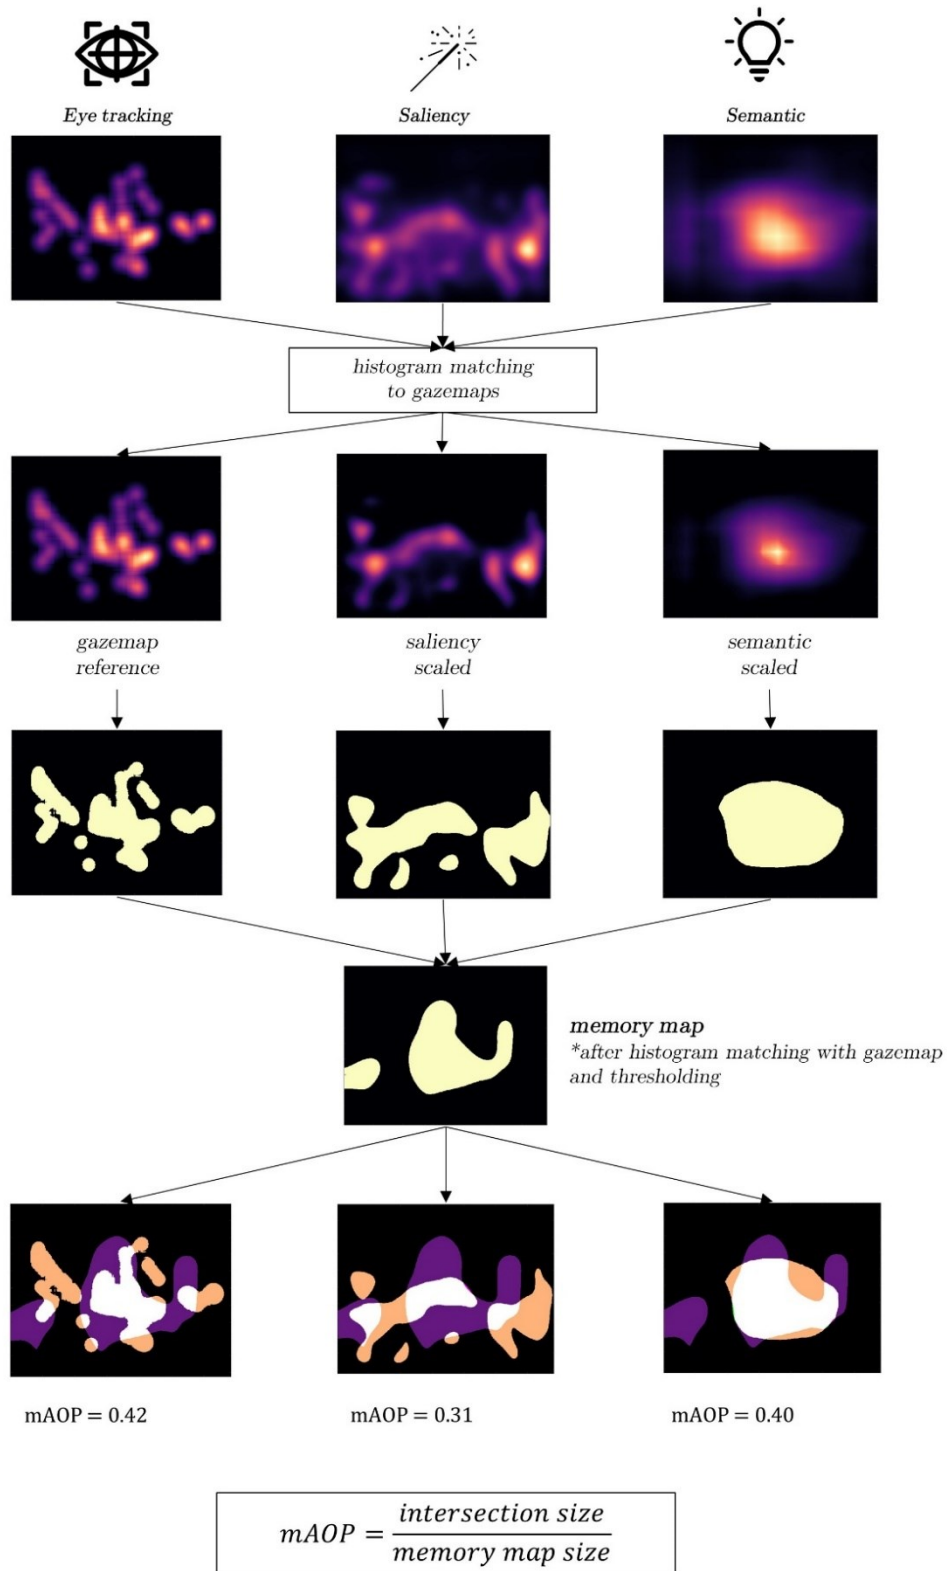 Eye tracking
Saliency
Semantic
histogram matching
to gazemaps
gazemap
reference
saliency
scaled
semantic
scaled
memory map
*after histogram matching with gazemap
and thresholding
mAOP = 0.42
mAOP = 0.31
mAOP = 0.40
mAOP = intersection size / memory map size